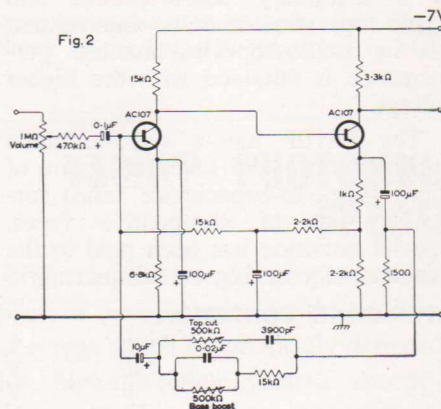 Fig.2
-7V
15kΩ
3·3kΩ
AC107
AC107
0·1μF
+
1MΩ
Volume
470kΩ
1kΩ
100μF
+
15kΩ
2·2kΩ
6·8kΩ
100μF
+
100μF
+
2·2kΩ
150Ω
10μF
+
Top cut
500kΩ
3900pF
0·02μF
15kΩ
500kΩ
Bass boost